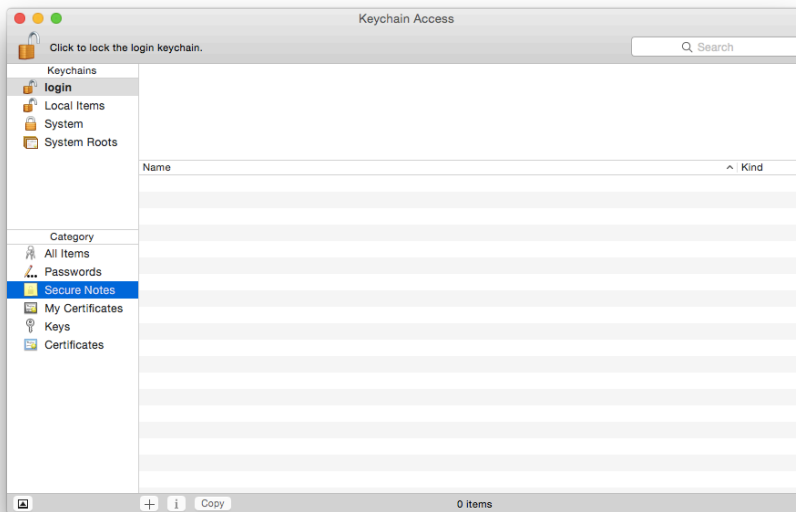 Keychain Access
Click to lock the login keychain.
Search
Keychains
login
Local Items
System
System Roots
Name
Kind
Category
All Items
Passwords
Secure Notes
My Certificates
Keys
Certificates
Copy
0 items